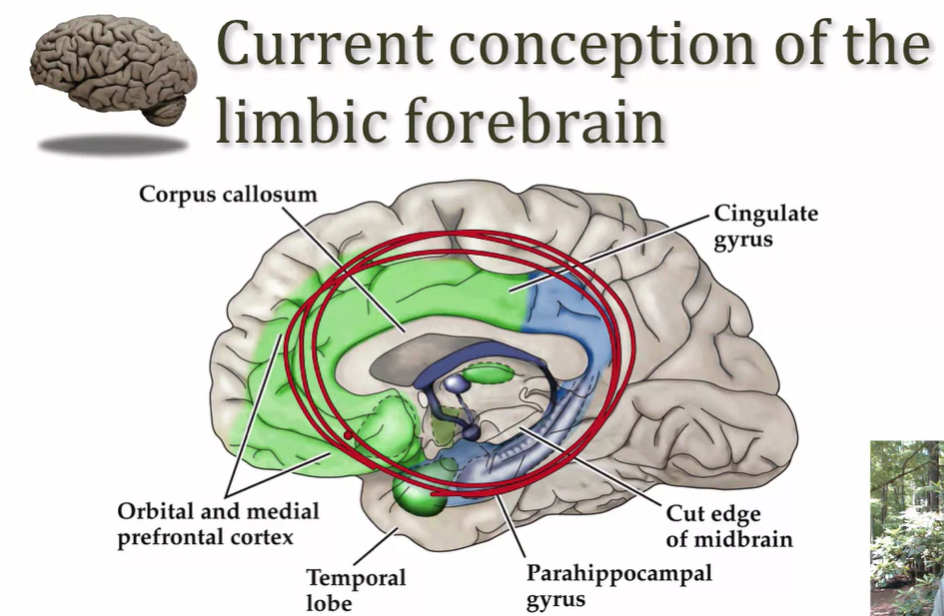 Current conception of the
limbic forebrain
Corpus callosum
Cingulate
gyrus
Orbital and medial
prefrontal cortex
Cut edge
of midbrain
Temporal
lobe
Parahippocampal
gyrus